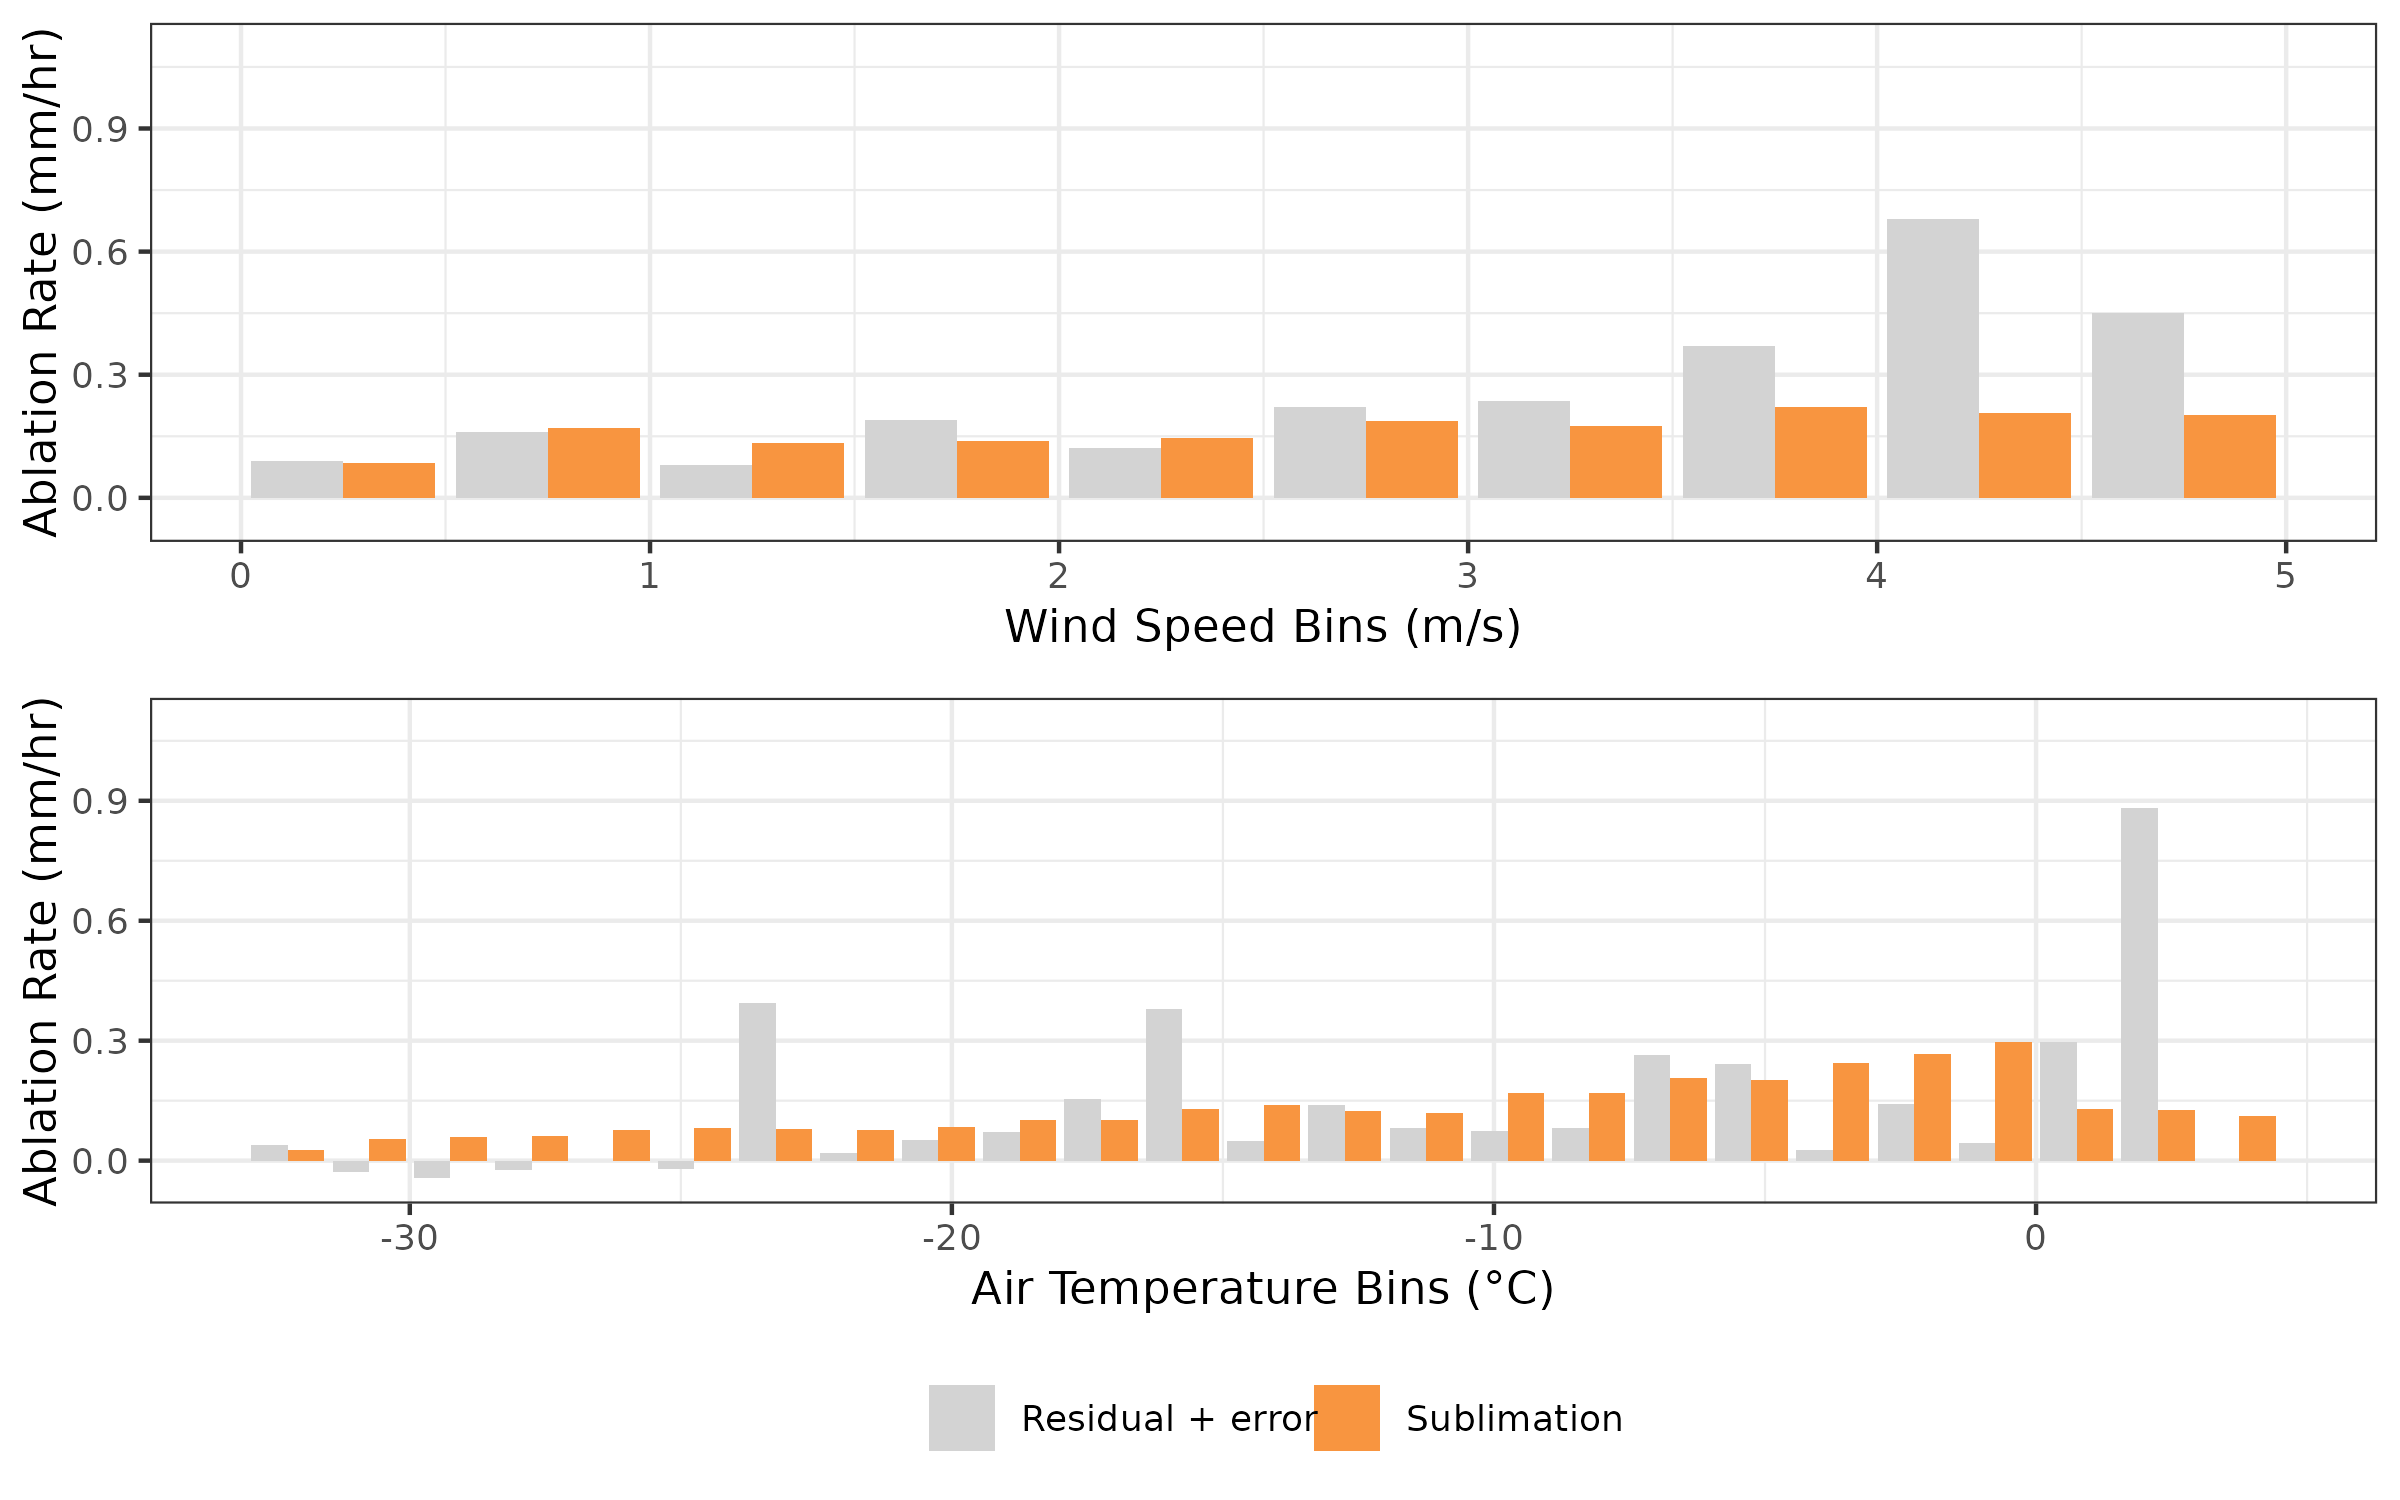 Ablation Rate (mm/hr)
0.9
0.6
0.3
0.0
0 1 2 3 4 5
Wind Speed Bins (m/s)
Ablation Rate (mm/hr)
0.9
0.6
0.3
0.0
-30 -20 -10 0
Air Temperature Bins (°C)
Residual + error Sublimation